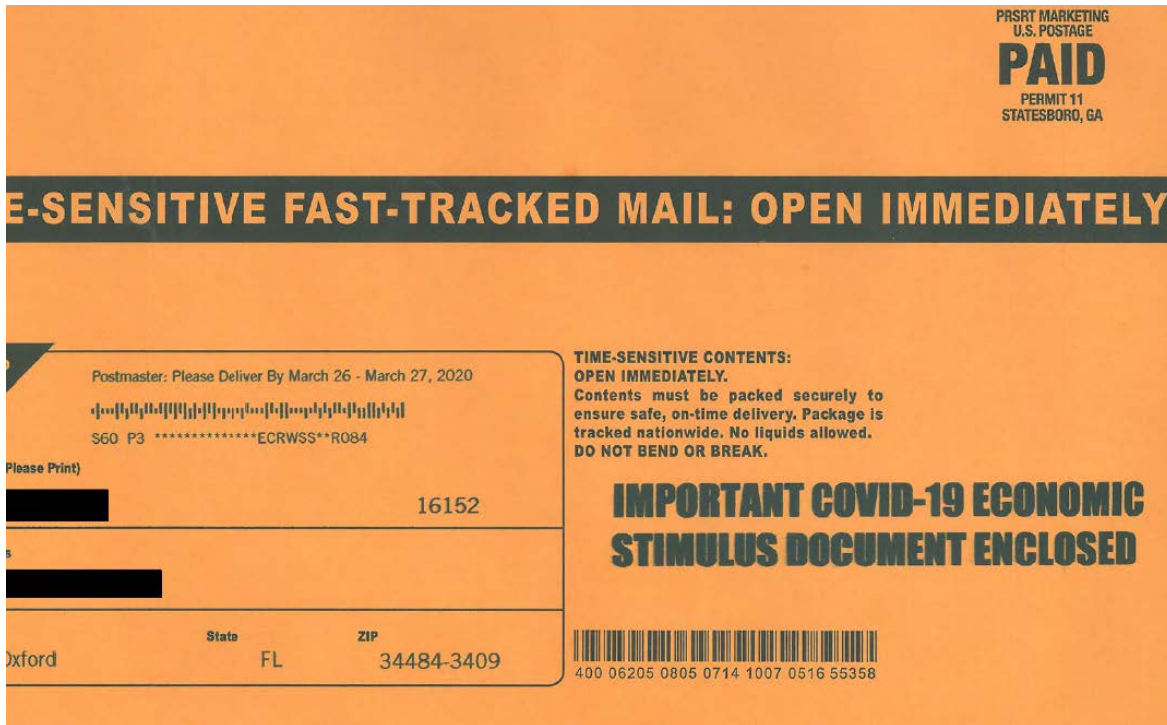 PRSRT MARKETING
U.S. POSTAGE
PAID
PERMIT 11
STATESBORO, GA
E-SENSITIVE FAST-TRACKED MAIL: OPEN IMMEDIATELY
Postmaster: Please Deliver By March 26 - March 27, 2020
S60 P3 **************ECRWSS**R084
Please Print)
16152
s
Oxford
State
FL
ZIP
34484-3409
TIME-SENSITIVE CONTENTS:
OPEN IMMEDIATELY.
Contents must be packed securely to
ensure safe, on-time delivery. Package is
tracked nationwide. No liquids allowed.
DO NOT BEND OR BREAK.
IMPORTANT COVID-19 ECONOMIC
STIMULUS DOCUMENT ENCLOSED
400 06205 0805 0714 1007 0516 55358